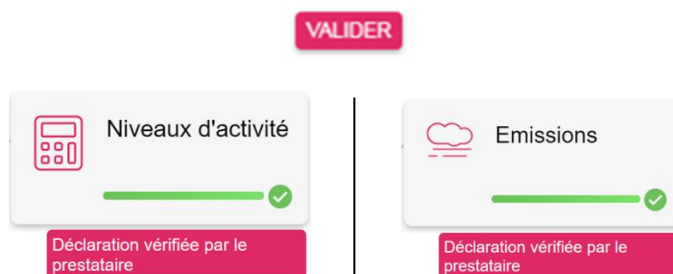 VALIDER
Niveaux d'activité
Déclaration vérifiée par le
prestataire
Emissions
Déclaration vérifiée par le
prestataire